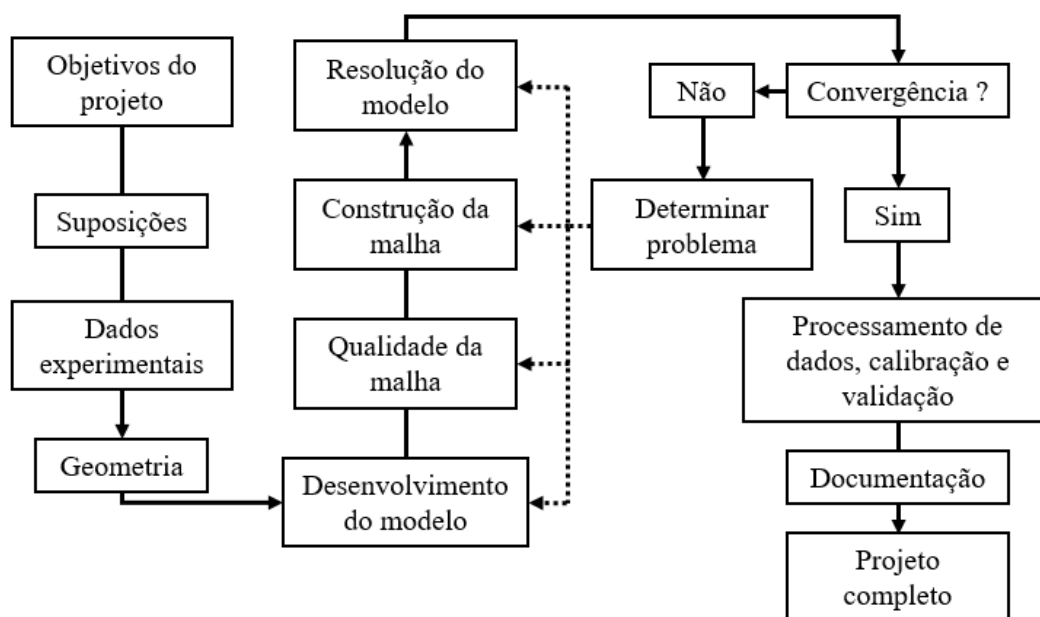 Objetivos do
projeto
Suposições
Dados
experimentais
Geometria
Desenvolvimento
do modelo
Qualidade da
malha
Construção da
malha
Resolução do
modelo
Convergência ?
Não
Determinar
problema
Sim
Processamento de
dados, calibração e
validação
Documentação
Projeto
completo